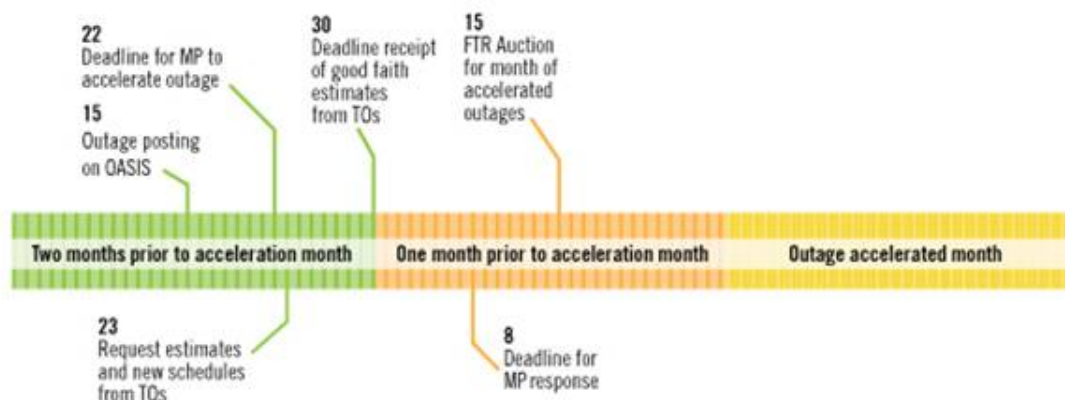 22
Deadline for MP to
accelerate outage
15
Outage posting
on OASIS
30
Deadline receipt
of good faith
estimates
from TOs
15
FTR Auction
for month of
accelerated
outages
Two months prior to acceleration month
One month prior to acceleration month
Outage accelerated month
23
Request estimates
and new schedules
from TOs
8
Deadline for
MP response